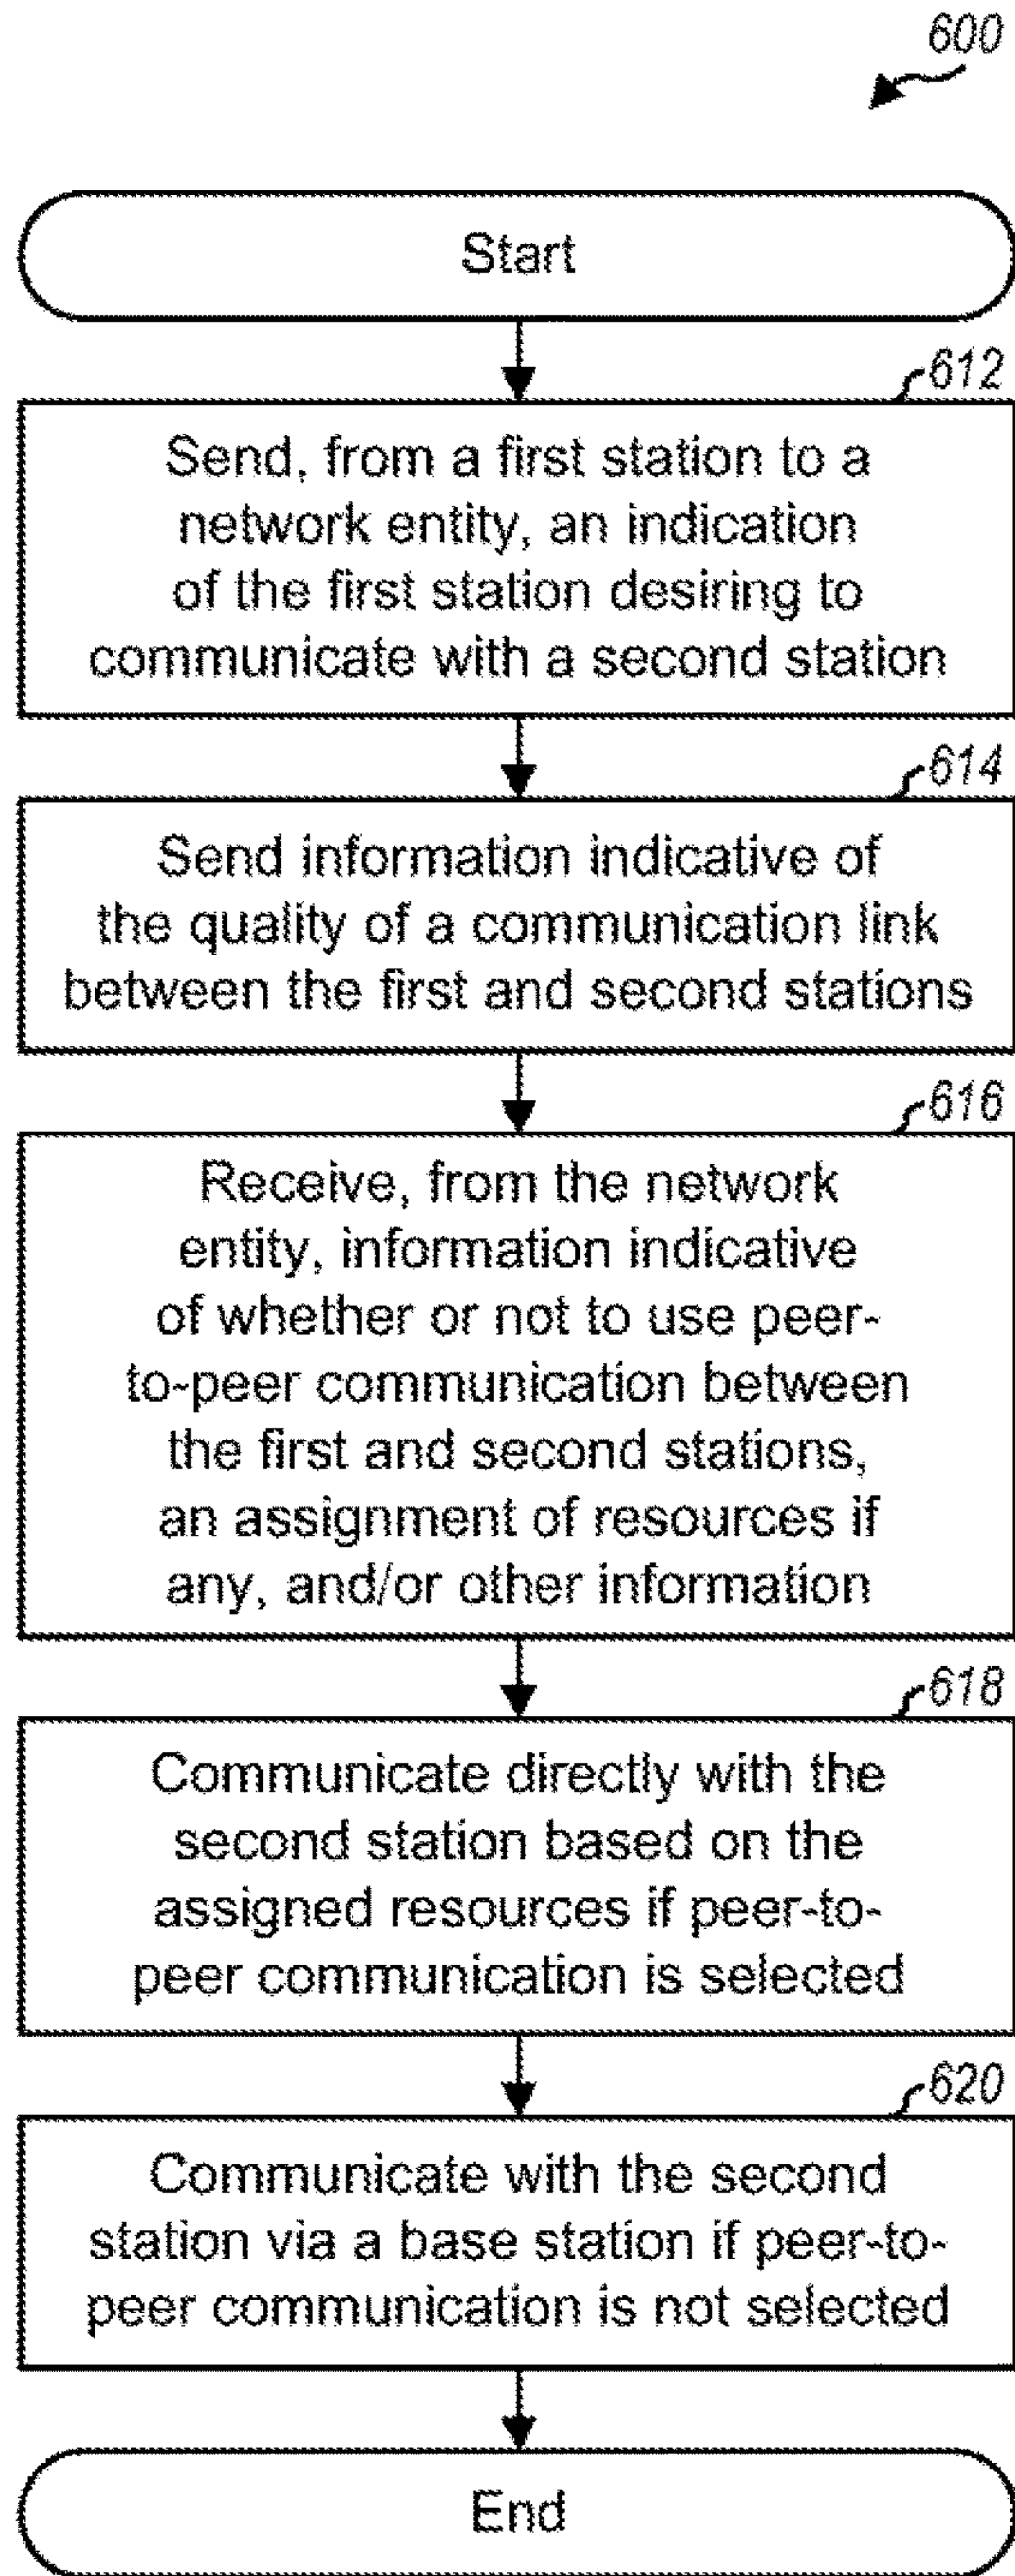 600
Start
612
Send, from a first station to a
network entity, an indication
of the first station desiring to
communicate with a second station
614
Send information indicative of
the quality of a communication link
between the first and second stations
616
Receive, from the network
entity, information indicative
of whether or not to use peer-
to-peer communication between
the first and second stations,
an assignment of resources if
any, and/or other information
618
Communicate directly with the
second station based on the
assigned resources if peer-to-
peer communication is selected
620
Communicate with the second
station via a base station if peer-to-
peer communication is not selected
End